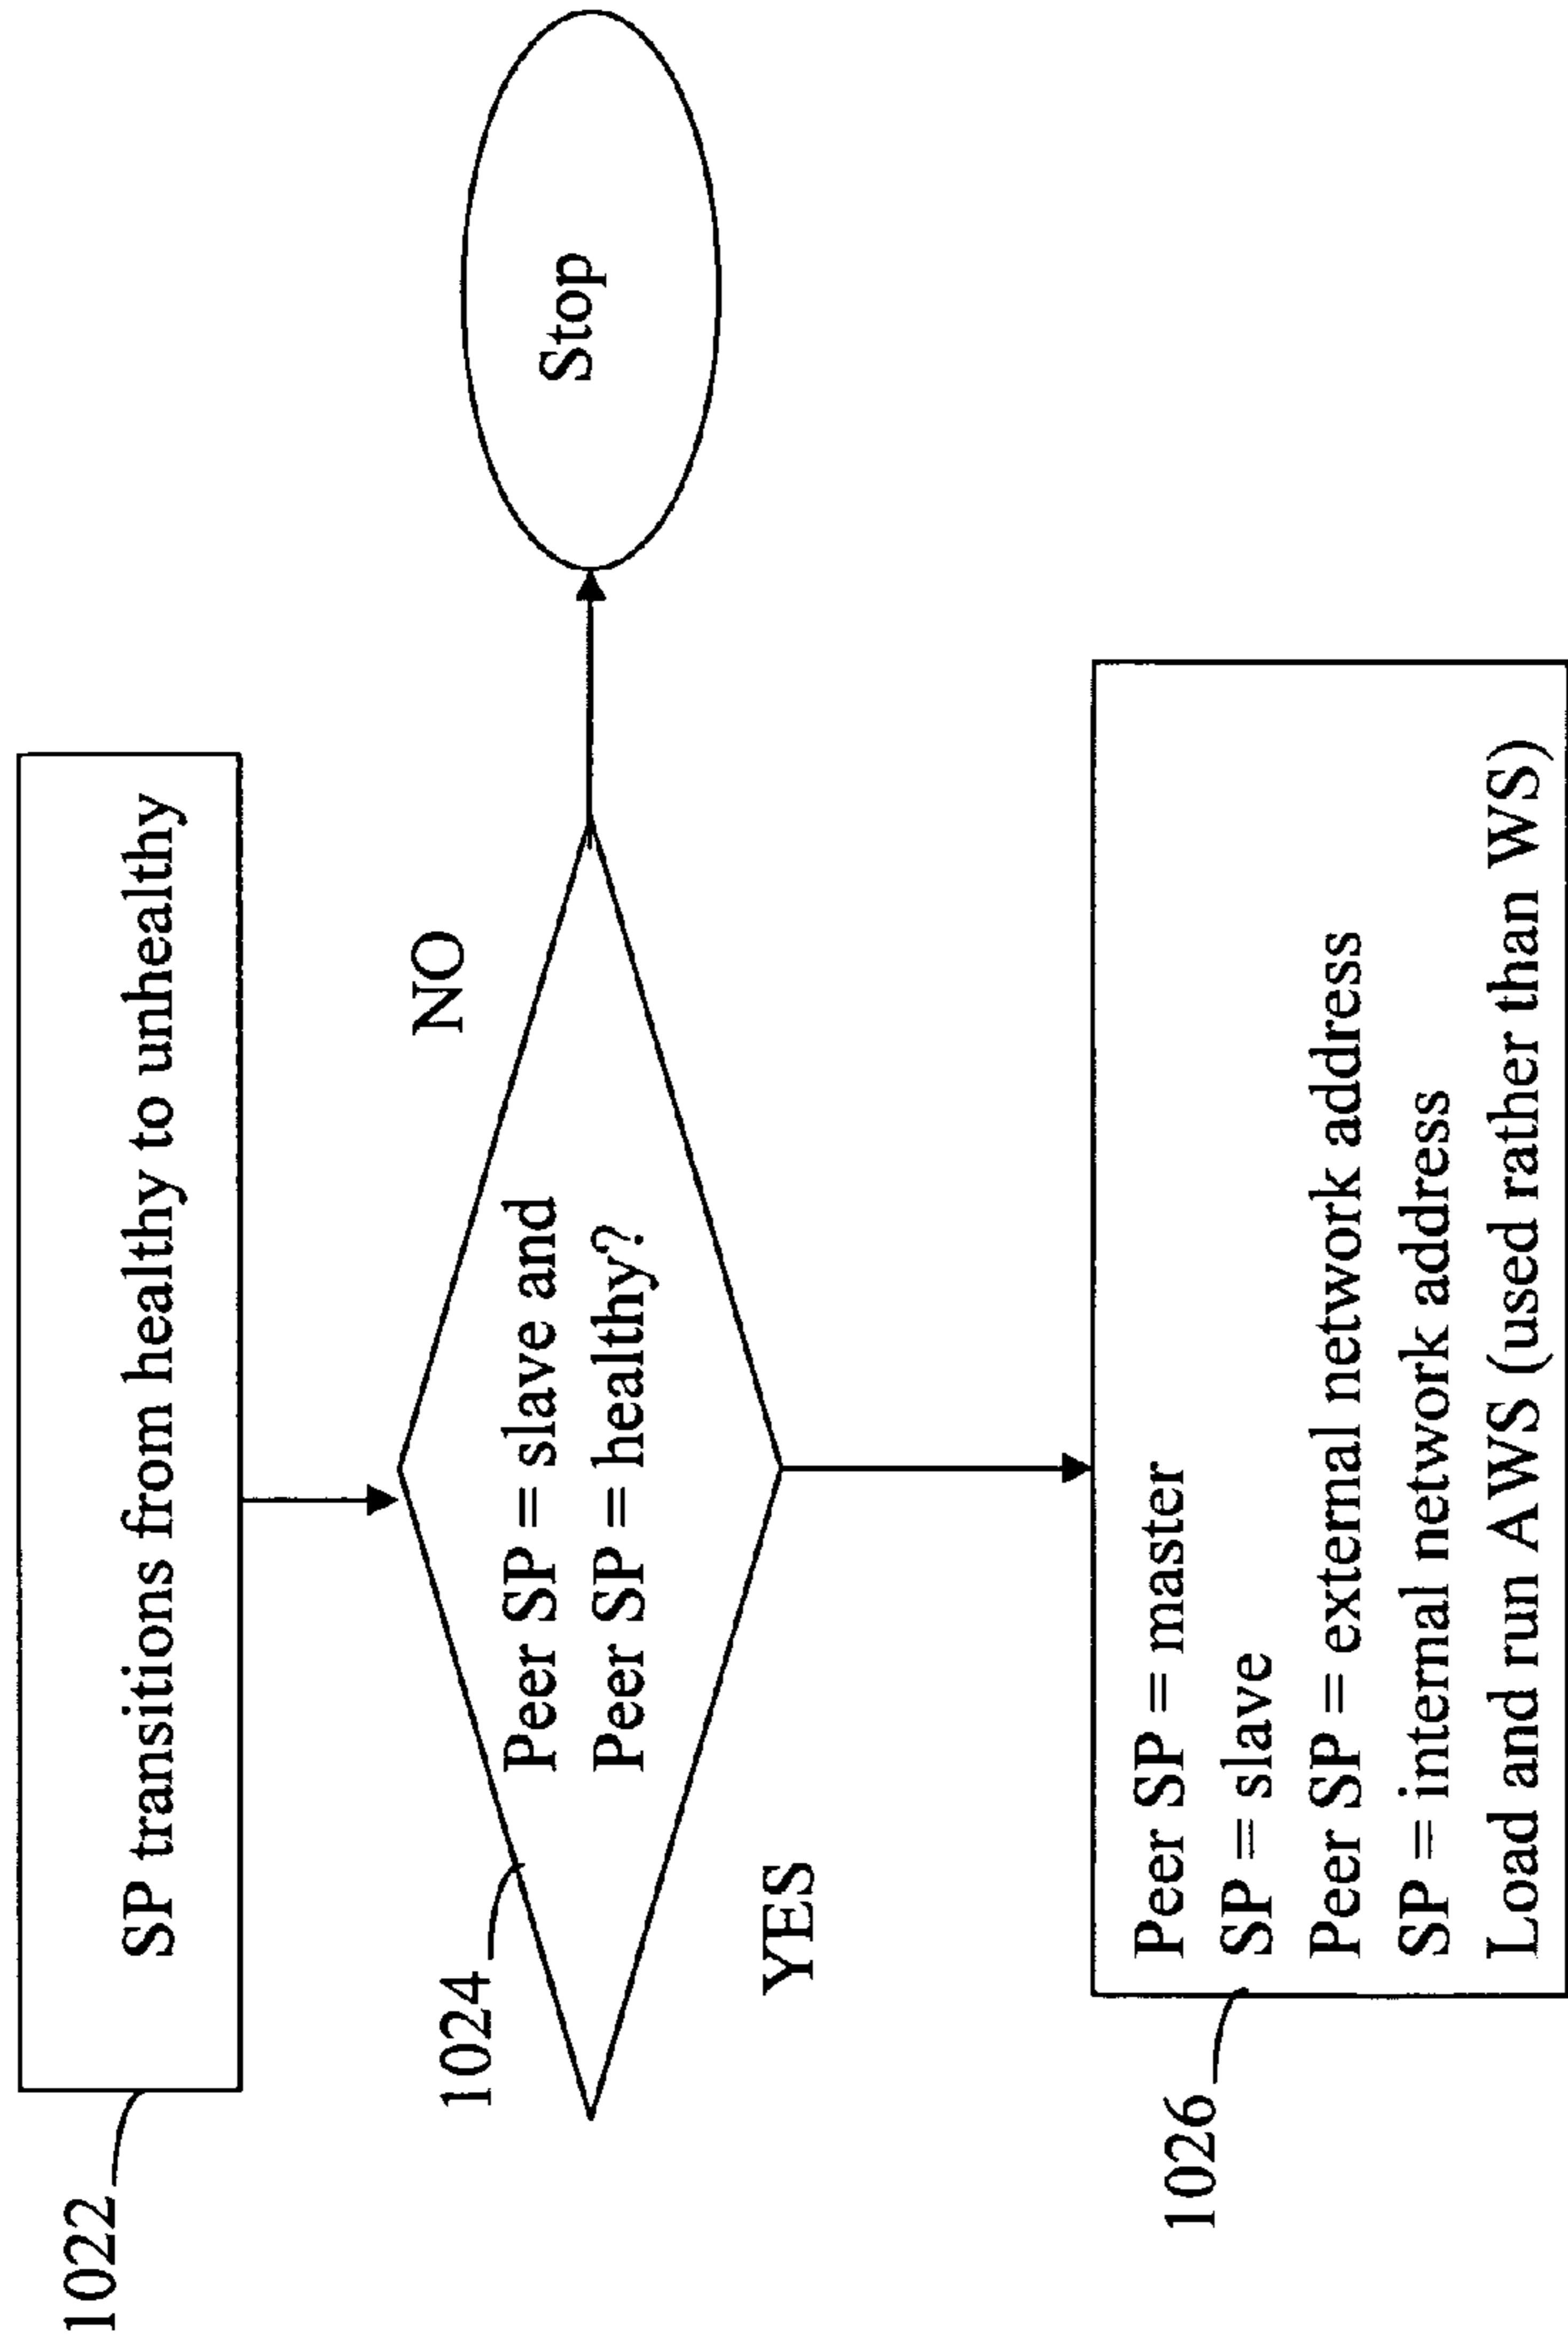 1022
SP transitions from healthy to unhealthy
1024
Peer SP = slave and
Peer SP = healthy?
NO
Stop
YES
1026
Peer SP = master
SP = slave
Peer SP = external network address
SP = internal network address
Load and run AWS (used rather than WS)